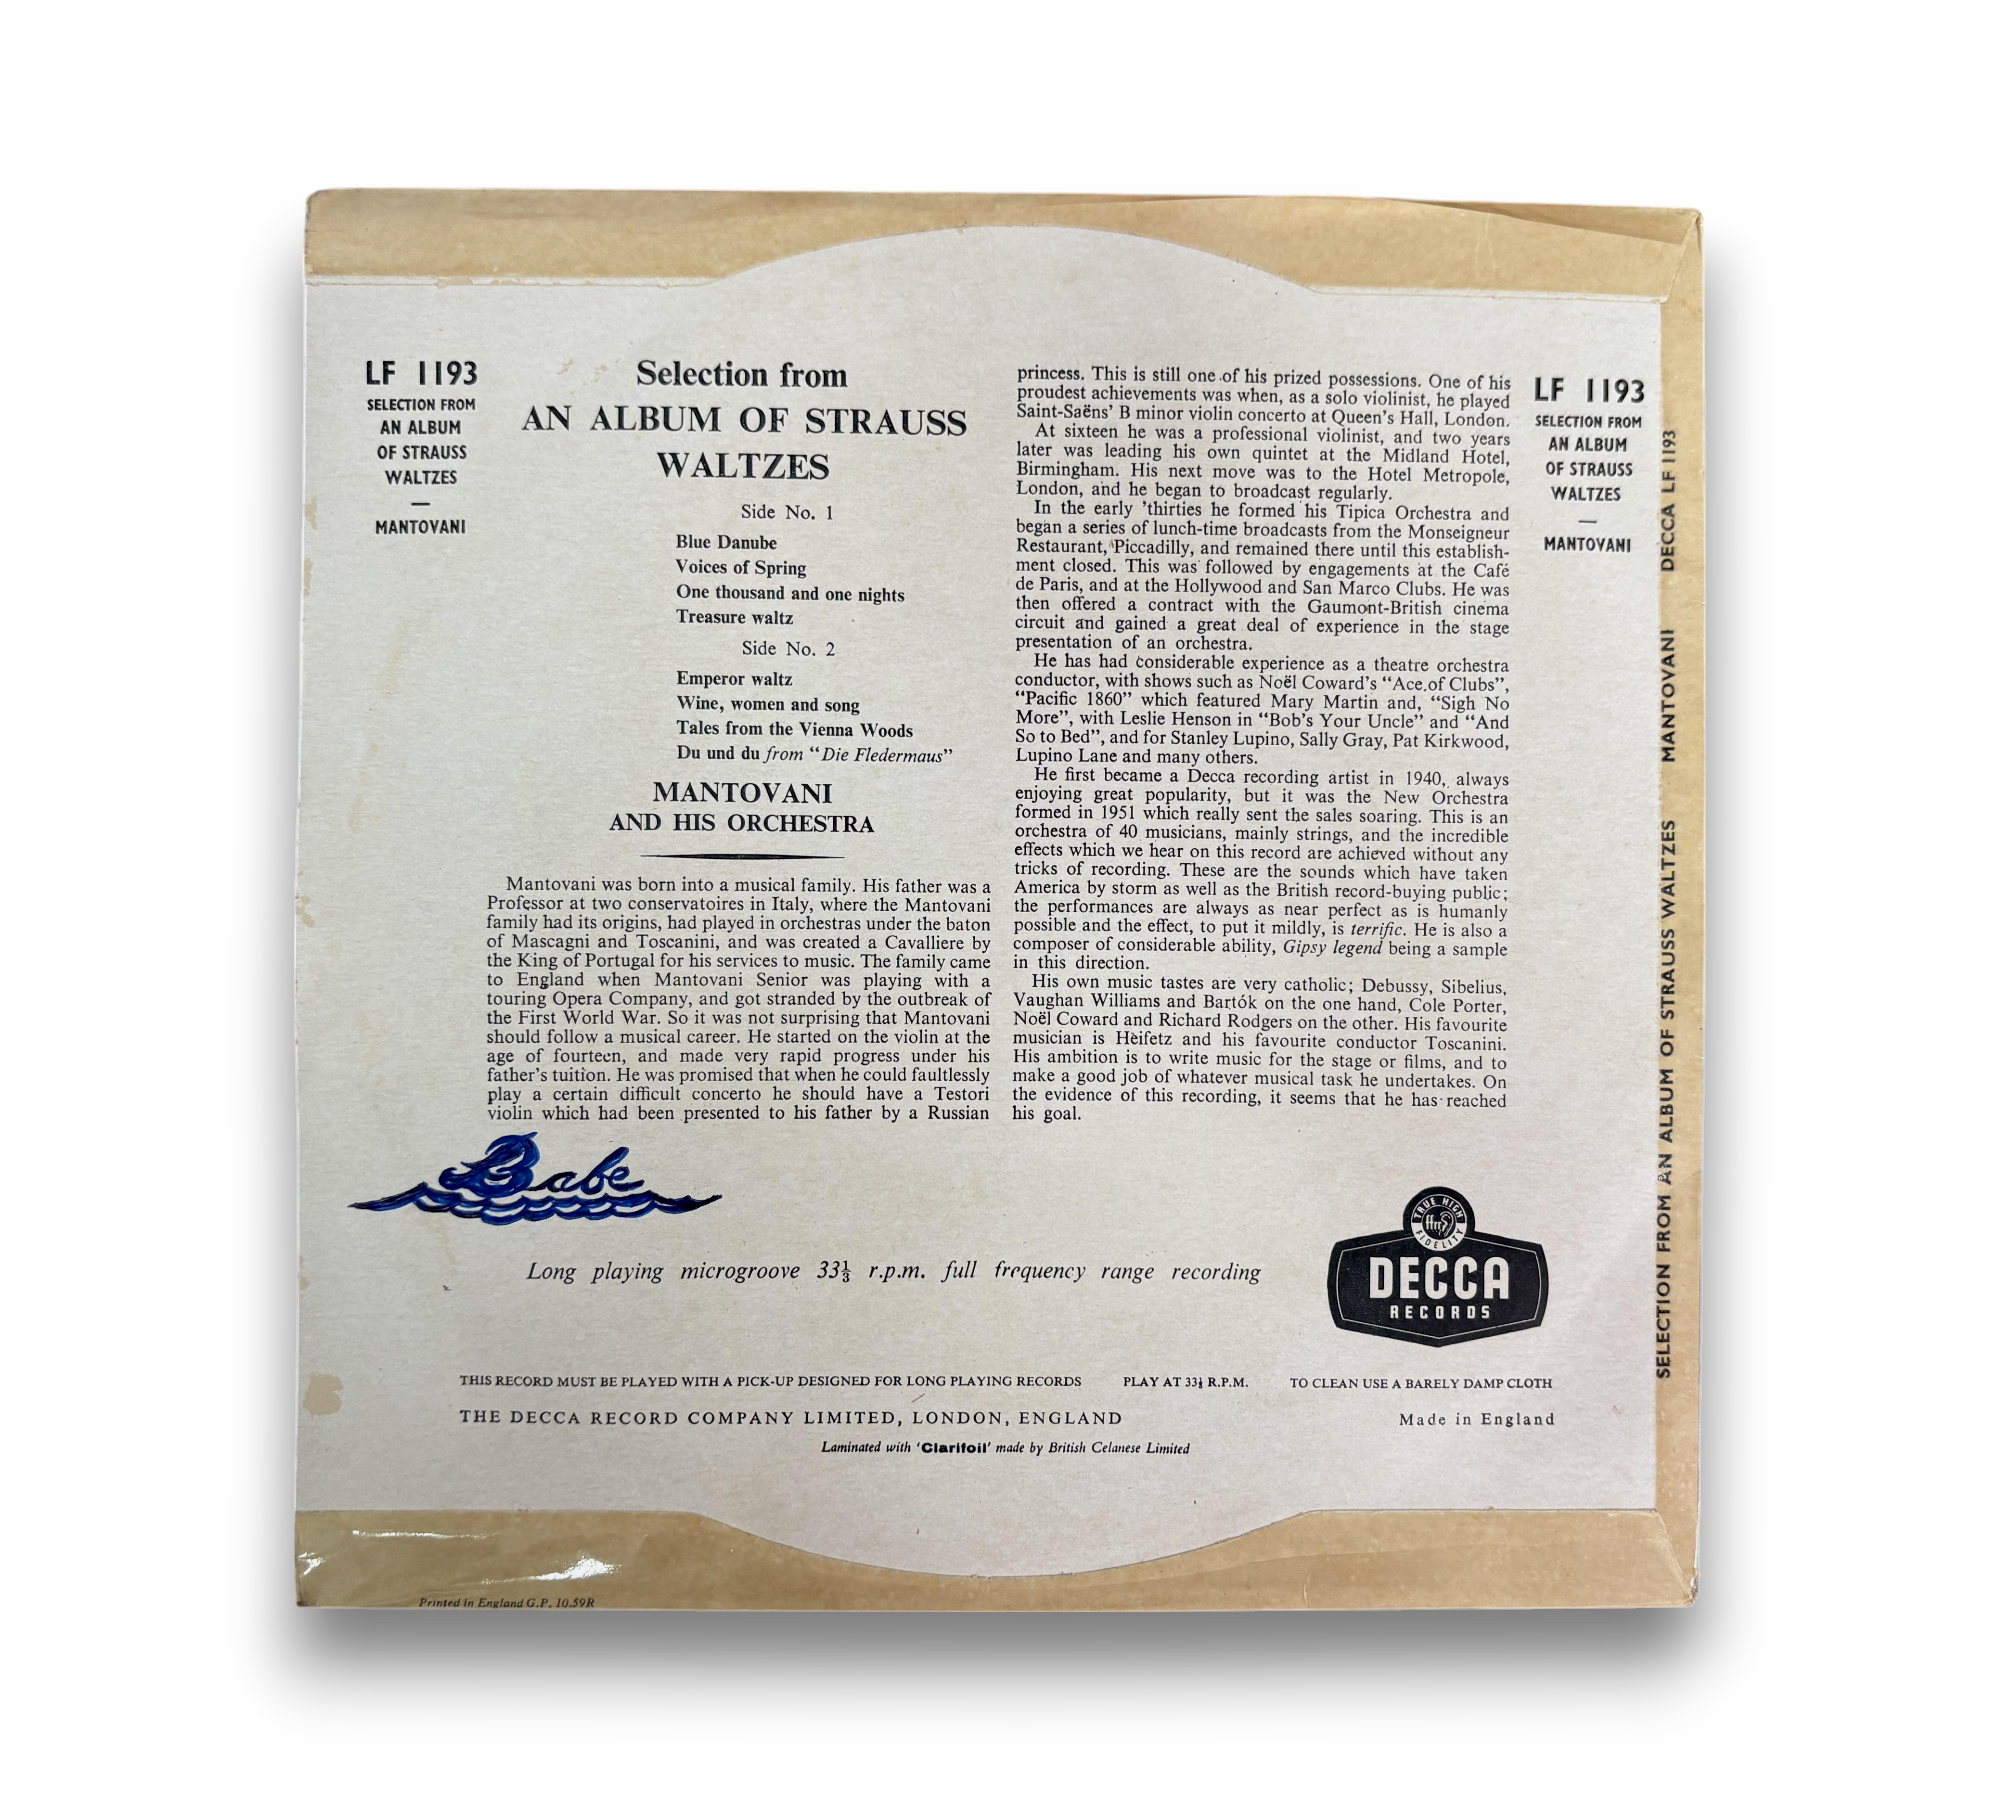 LF 1193
SELECTION FROM
AN ALBUM
OF STRAUSS
WALTZES
—
MANTOVANI
Selection from
AN ALBUM OF STRAUSS
WALTZES
Side No. 1
Blue Danube
Voices of Spring
One thousand and one nights
Treasure waltz
Side No. 2
Emperor waltz
Wine, women and song
Tales from the Vienna Woods
Du und du from “Die Fledermaus”
MANTOVANI
AND HIS ORCHESTRA
Mantovani was born into a musical family. His father was a
Professor at two conservatoires in Italy, where the Mantovani
family had its origins, had played in orchestras under the baton
of Mascagni and Toscanini, and was created a Cavalliere by
the King of Portugal for his services to music. The family came
to England when Mantovani Senior was playing with a
touring Opera Company, and got stranded by the outbreak of
the First World War. So it was not surprising that Mantovani
should follow a musical career. He started on the violin at the
age of fourteen, and made very rapid progress under his
father's tuition. He was promised that when he could faultlessly
play a certain difficult concerto he should have a Testori
violin which had been presented to his father by a Russian
princess. This is still one of his prized possessions. One of his
proudest achievements was when, as a solo violinist, he played
Saint-Saëns' B minor violin concerto at Queen's Hall, London.
At sixteen he was a professional violinist, and two years
later was leading his own quintet at the Midland Hotel,
Birmingham. His next move was to the Hotel Metropole,
London, and he began to broadcast regularly.
In the early 'thirties he formed his Tipica Orchestra and
began a series of lunch-time broadcasts from the Monseigneur
Restaurant, Piccadilly, and remained there until this establish-
ment closed. This was followed by engagements at the Café
de Paris, and at the Hollywood and San Marco Clubs. He was
then offered a contract with the Gaumont-British cinema
circuit and gained a great deal of experience in the stage
presentation of an orchestra.
He has had considerable experience as a theatre orchestra
conductor, with shows such as Noël Coward's “Ace of Clubs”,
“Pacific 1860” which featured Mary Martin and, “Sigh No
More”, with Leslie Henson in “Bob's Your Uncle” and “And
So to Bed”, and for Stanley Lupino, Sally Gray, Pat Kirkwood,
Lupino Lane and many others.
He first became a Decca recording artist in 1940, always
enjoying great popularity, but it was the New Orchestra
formed in 1951 which really sent the sales soaring. This is an
orchestra of 40 musicians, mainly strings, and the incredible
effects which we hear on this record are achieved without any
tricks of recording. These are the sounds which have taken
America by storm as well as the British record-buying public;
the performances are always as near perfect as is humanly
possible and the effect, to put it mildly, is terrific. He is also a
composer of considerable ability, Gipsy legend being a sample
in this direction.
His own music tastes are very catholic; Debussy, Sibelius,
Vaughan Williams and Bartók on the one hand, Cole Porter,
Noël Coward and Richard Rodgers on the other. His favourite
musician is Heifetz and his favourite conductor Toscanini.
His ambition is to write music for the stage or films, and to
make a good job of whatever musical task he undertakes. On
the evidence of this recording, it seems that he has reached
his goal.
LF 1193
SELECTION FROM
AN ALBUM
OF STRAUSS
WALTZES
—
MANTOVANI
SELECTION FROM AN ALBUM OF STRAUSS WALTZES MANTOVANI DECCA LF 1193
Babe
Long playing microgroove 33⅓ r.p.m. full frequency range recording
TRUE HIGH FIDELITY
ffrr
DECCA
RECORDS
THIS RECORD MUST BE PLAYED WITH A PICK-UP DESIGNED FOR LONG PLAYING RECORDS PLAY AT 33⅓ R.P.M. TO CLEAN USE A BARELY DAMP CLOTH
THE DECCA RECORD COMPANY LIMITED, LONDON, ENGLAND Made in England
Laminated with ‘Clarifoil’ made by British Celanese Limited
Printed in England G.P. 10.59R